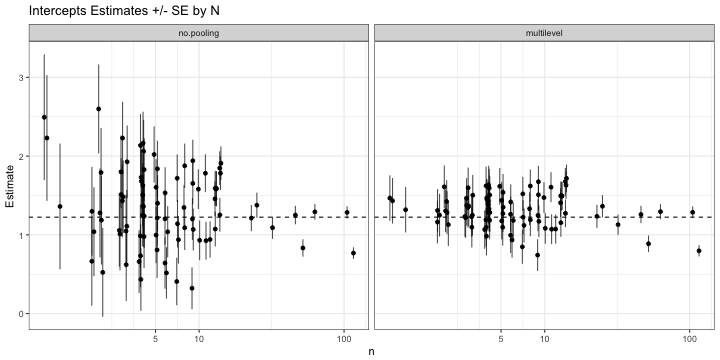 Intercepts Estimates +/- SE by N
no.pooling
multilevel
Estimate
3
2
1
0
5
10
100
5
10
100
n